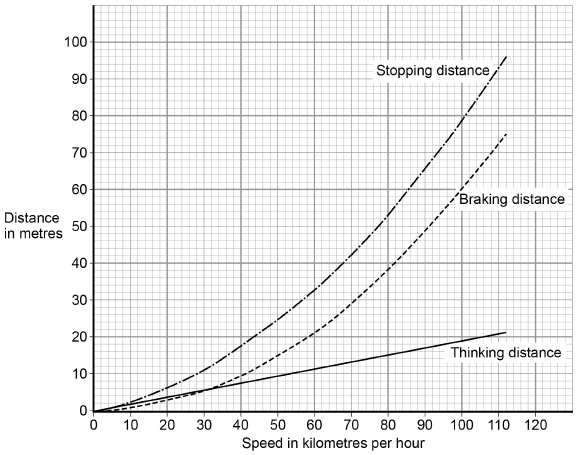 100
90
Stopping distance
80
70
60
Braking distance
Distance
in metres
50
40
30
20
Thinking distance
10
0
0 10 20 30 40 50 60 70 80 90 100 110 120
Speed in kilometres per hour